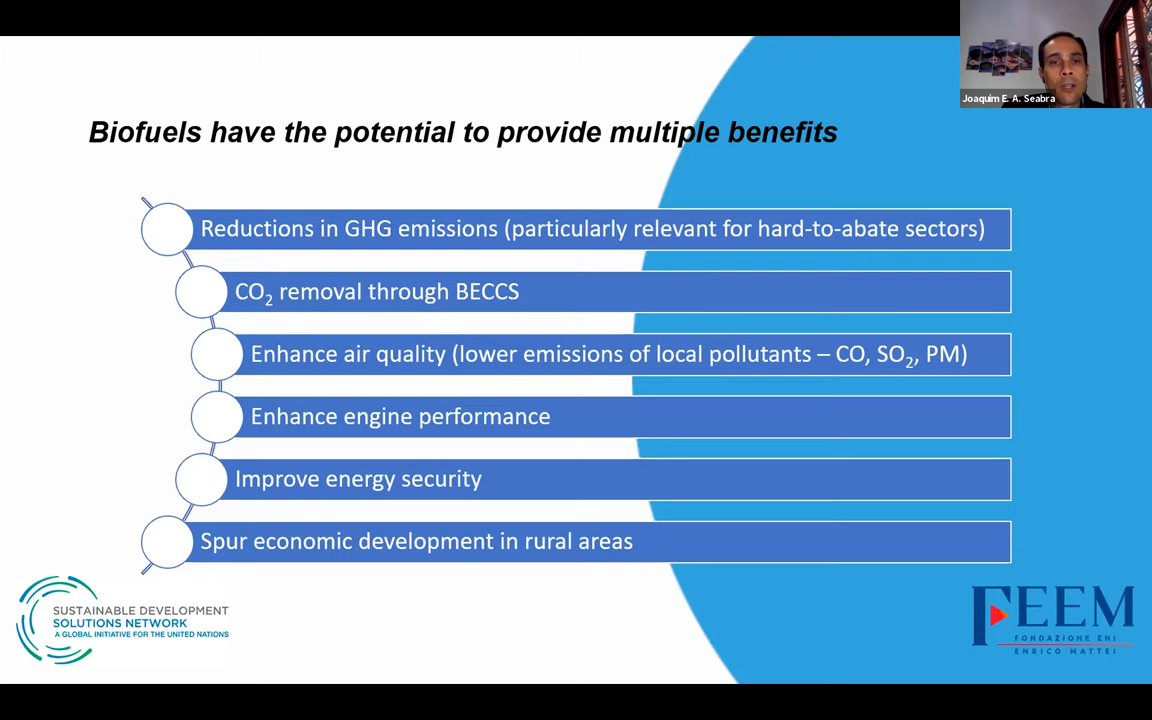 Joaquim E. A. Seabra
Biofuels have the potential to provide multiple benefits
Reductions in GHG emissions (particularly relevant for hard-to-abate sectors)
CO₂ removal through BECCS
Enhance air quality (lower emissions of local pollutants – CO, SO₂, PM)
Enhance engine performance
Improve energy security
Spur economic development in rural areas
SUSTAINABLE DEVELOPMENT
SOLUTIONS NETWORK
A GLOBAL INITIATIVE FOR THE UNITED NATIONS
FEEM
FONDAZIONE ENI
ENRICO MATTEI